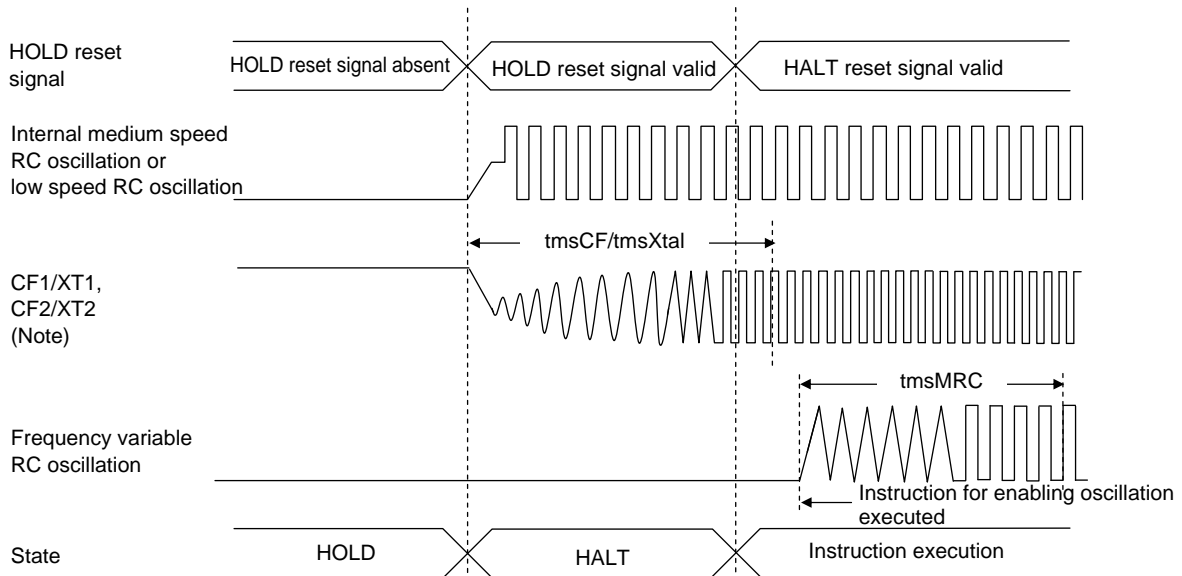 HOLD reset
signal
HOLD reset signal absent
HOLD reset signal valid
HALT reset signal valid
Internal medium speed
RC oscillation or
low speed RC oscillation
tmsCF/tmsXtal
CF1/XT1,
CF2/XT2
(Note)
tmsMRC
Frequency variable
RC oscillation
Instruction for enabling oscillation
executed
State
HOLD
HALT
Instruction execution